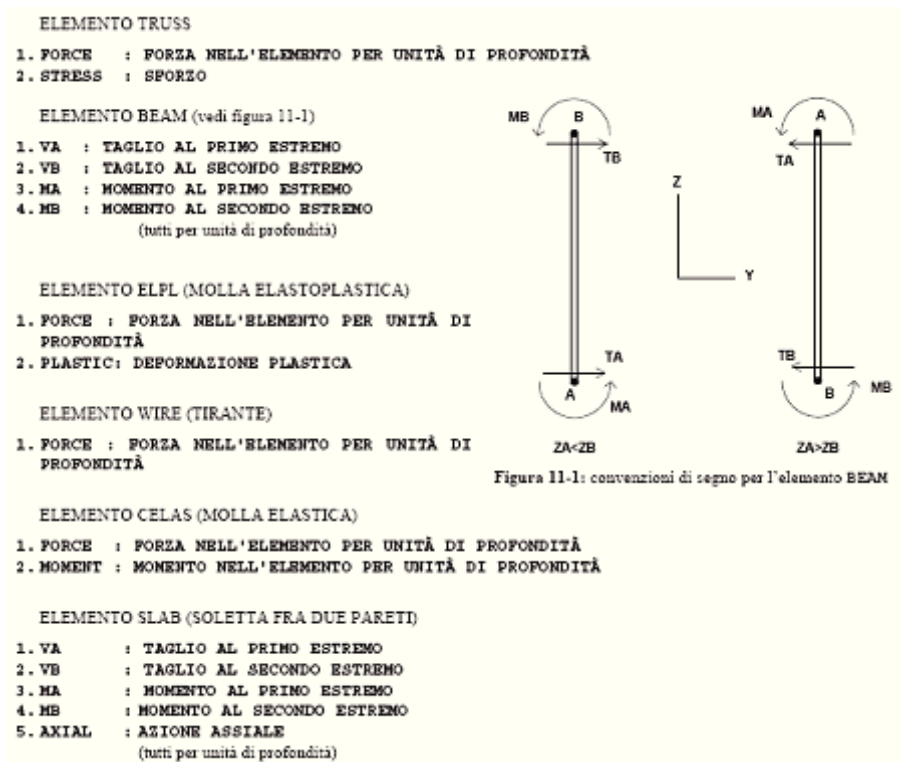 ELEMENTO TRUSS
1. FORCE : FORZA NELL'ELEMENTO PER UNITÀ DI PROFONDITÀ
2. STRESS : SFORZO
ELEMENTO BEAM (vedi figura 11-1)
1. VA : TAGLIO AL PRIMO ESTREMO
2. VB : TAGLIO AL SECONDO ESTREMO
3. MA : MOMENTO AL PRIMO ESTREMO
4. MB : MOMENTO AL SECONDO ESTREMO
(tutti per unità di profondità)
ELEMENTO ELPL (MOLLA ELASTOPLASTICA)
1. FORCE : FORZA NELL'ELEMENTO PER UNITÀ DI
PROFONDITÀ
2. PLASTIC: DEFORMAZIONE PLASTICA
ELEMENTO WIRE (TIRANTE)
1. FORCE : FORZA NELL'ELEMENTO PER UNITÀ DI
PROFONDITÀ
MB
B
TB
TA
A
MA
ZA<ZB
Z
Y
MA
A
TA
TB
B
MB
ZA>ZB
Figura 11-1: convenzioni di segno per l'elemento BEAM
ELEMENTO CELAS (MOLLA ELASTICA)
1. FORCE : FORZA NELL'ELEMENTO PER UNITÀ DI PROFONDITÀ
2. MOMENT : MOMENTO NELL'ELEMENTO PER UNITÀ DI PROFONDITÀ
ELEMENTO SLAB (SOLETTA FRA DUE PARETI)
1. VA : TAGLIO AL PRIMO ESTREMO
2. VB : TAGLIO AL SECONDO ESTREMO
3. MA : MOMENTO AL PRIMO ESTREMO
4. MB : MOMENTO AL SECONDO ESTREMO
5. AXIAL : AZIONE ASSIALE
(tutti per unità di profondità)